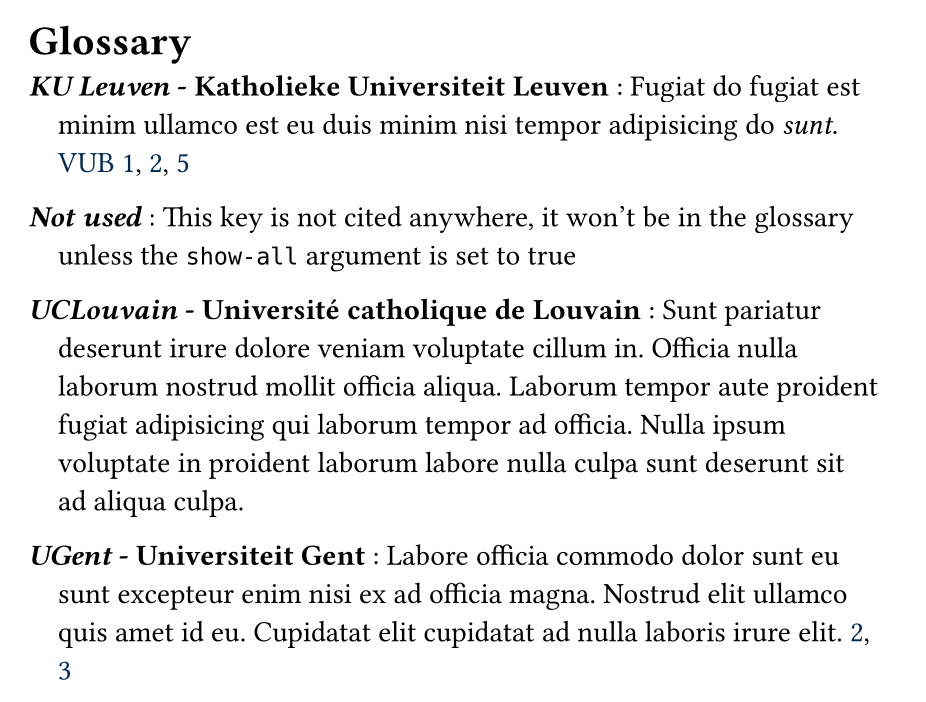 Glossary
KU Leuven - Katholieke Universiteit Leuven : Fugiat do fugiat est
minim ullamco est eu duis minim nisi tempor adipisicing do sunt.
VUB 1, 2, 5
Not used : This key is not cited anywhere, it won’t be in the glossary
unless the show-all argument is set to true
UCLouvain - Université catholique de Louvain : Sunt pariatur
deserunt irure dolore veniam voluptate cillum in. Officia nulla
laborum nostrud mollit officia aliqua. Laborum tempor aute proident
fugiat adipisicing qui laborum tempor ad officia. Nulla ipsum
voluptate in proident laborum labore nulla culpa sunt deserunt sit
ad aliqua culpa.
UGent - Universiteit Gent : Labore officia commodo dolor sunt eu
sunt excepteur enim nisi ex ad officia magna. Nostrud elit ullamco
quis amet id eu. Cupidatat elit cupidatat ad nulla laboris irure elit. 2,
3